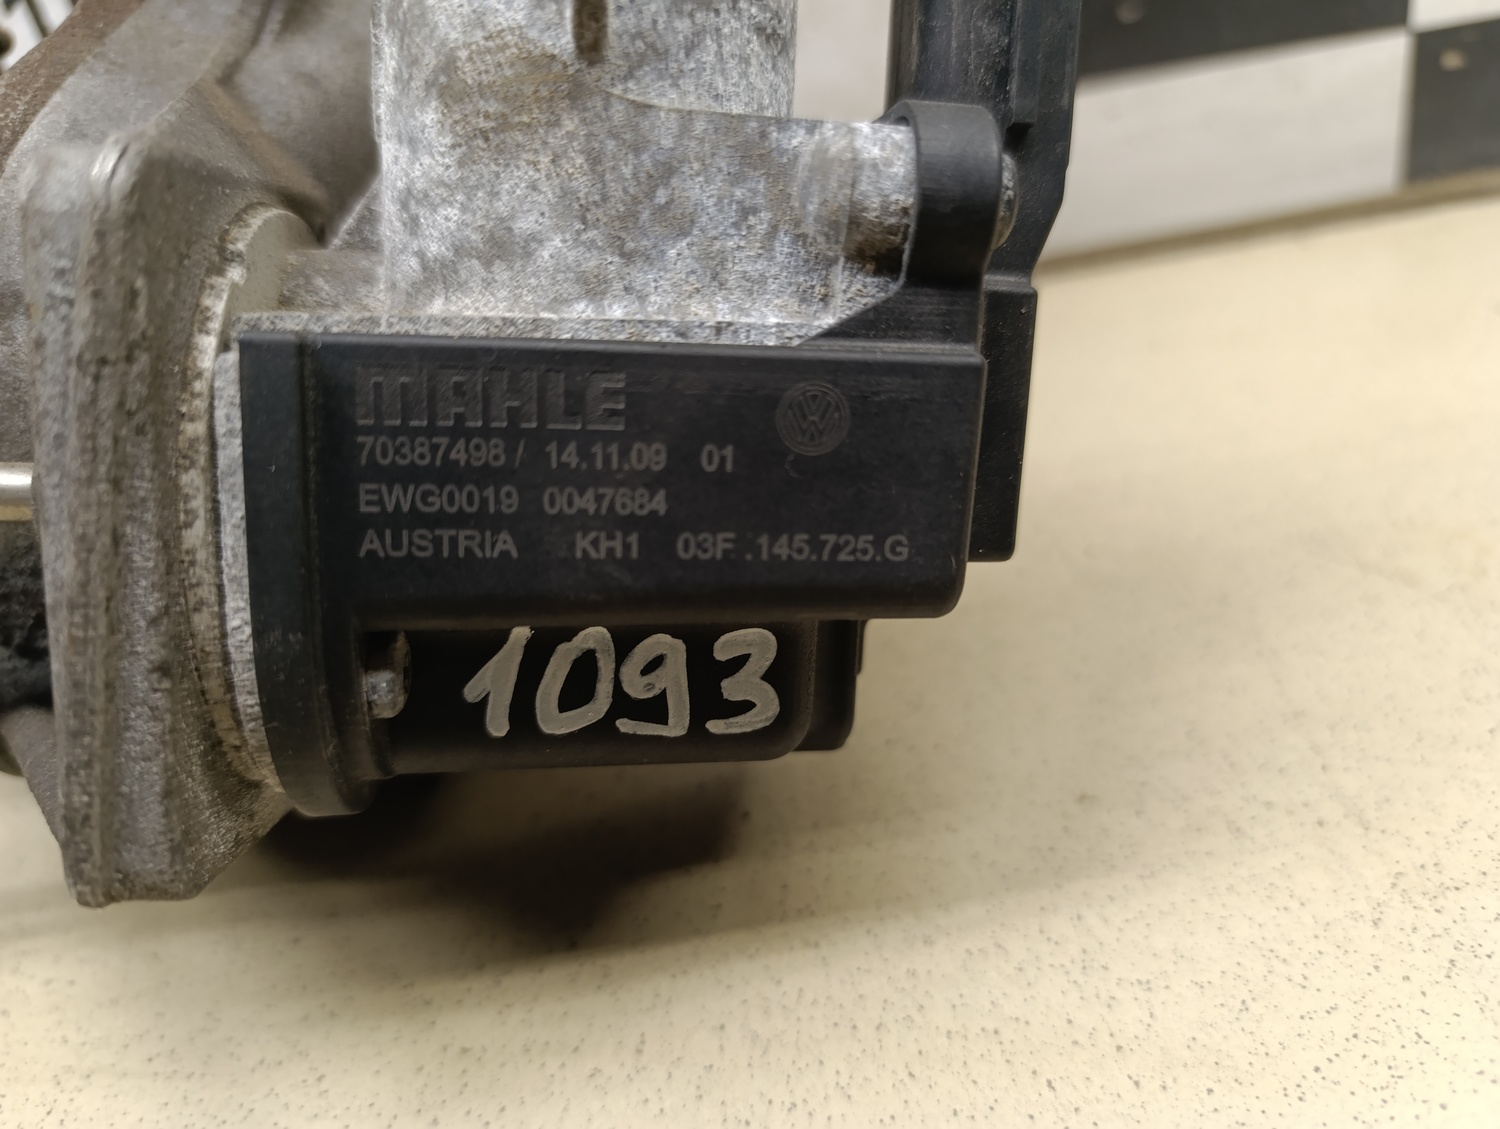 MAHLE
70387498/ 14.11.09 01
EWG0019 0047684
AUSTRIA KH1 03F.145.725.G
1093